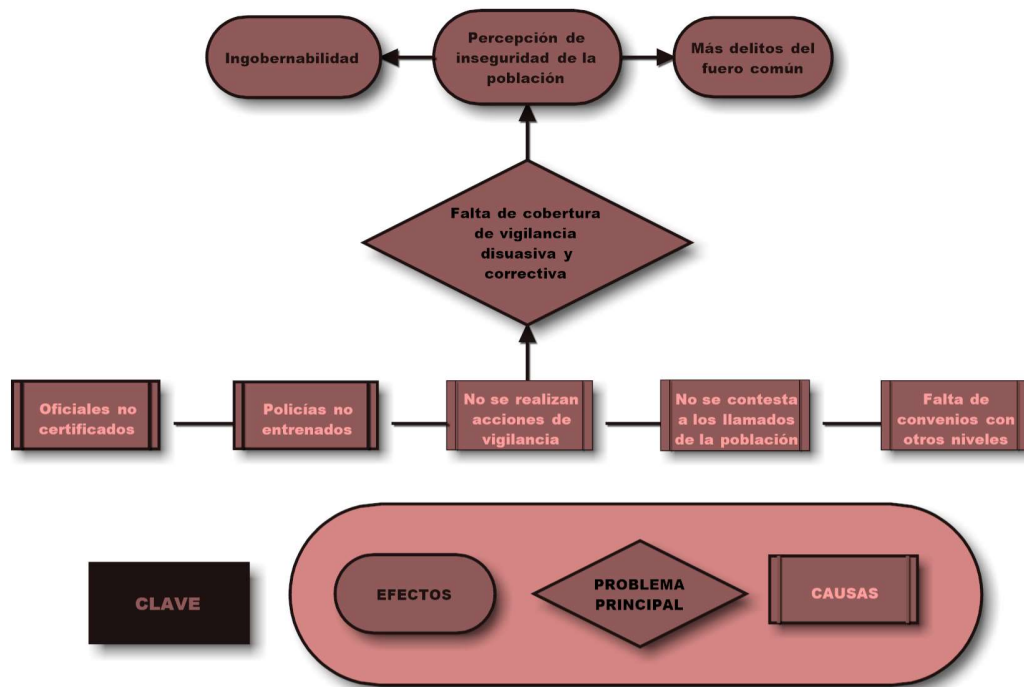 Ingobernabilidad
Percepción de
inseguridad de la
población
Más delitos del
fuero común
Falta de cobertura
de vigilancia
disuasiva y
correctiva
Oficiales no
certificados
Policías no
entrenados
No se realizan
acciones de
vigilancia
No se contesta
a los llamados
de la población
Falta de
convenios con
otros niveles
CLAVE
EFECTOS
PROBLEMA
PRINCIPAL
CAUSAS